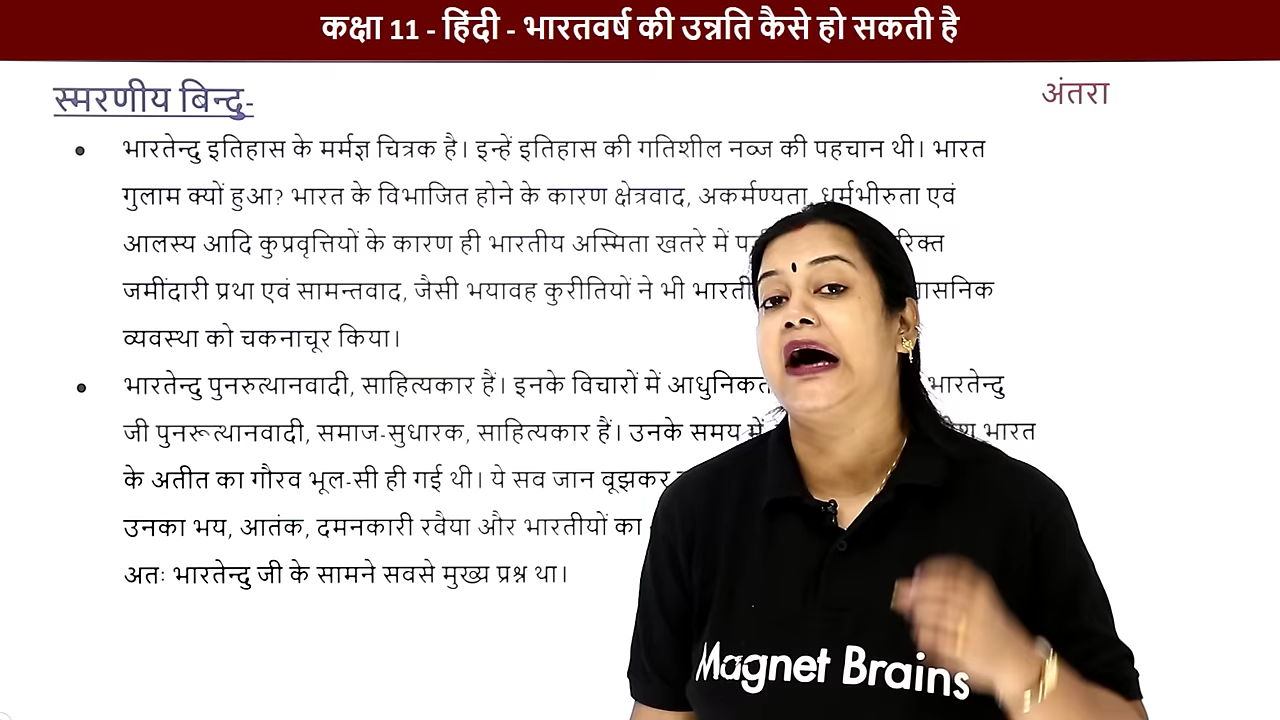 कक्षा 11 - हिंदी - भारतवर्ष की उन्नति कैसे हो सकती है
स्मरणीय बिन्दु-
अंतरा
भारतेन्दु इतिहास के मर्मज्ञ चित्रक है। इन्हें इतिहास की गतिशील नव्ज की पहचान थी। भारत
गुलाम क्यों हुआ? भारत के विभाजित होने के कारण क्षेत्रवाद, अकर्मण्यता, धर्मभीरुता एवं
आलस्य आदि कुप्रवृत्तियों के कारण ही भारतीय अस्मिता खतरे में
जमींदारी प्रथा एवं सामन्तवाद, जैसी भयावह कुरीतियों ने भी
व्यवस्था को चकनाचूर किया।
भारतेन्दु पुनरुत्थानवादी, साहित्यकार हैं। इनके विचारों में भारतेन्दु
जी पुनरूत्थानवादी, समाज-सुधारक, साहित्यकार हैं। उनके समय में भारत
के अतीत का गौरव भूल-सी ही गई थी। ये सव जान वूझकर
उनका भय, आतंक, दमनकारी रवैया और भारतीयों का
अतः भारतेन्दु जी के सामने सवसे मुख्य प्रश्न था।
Magnet Brains